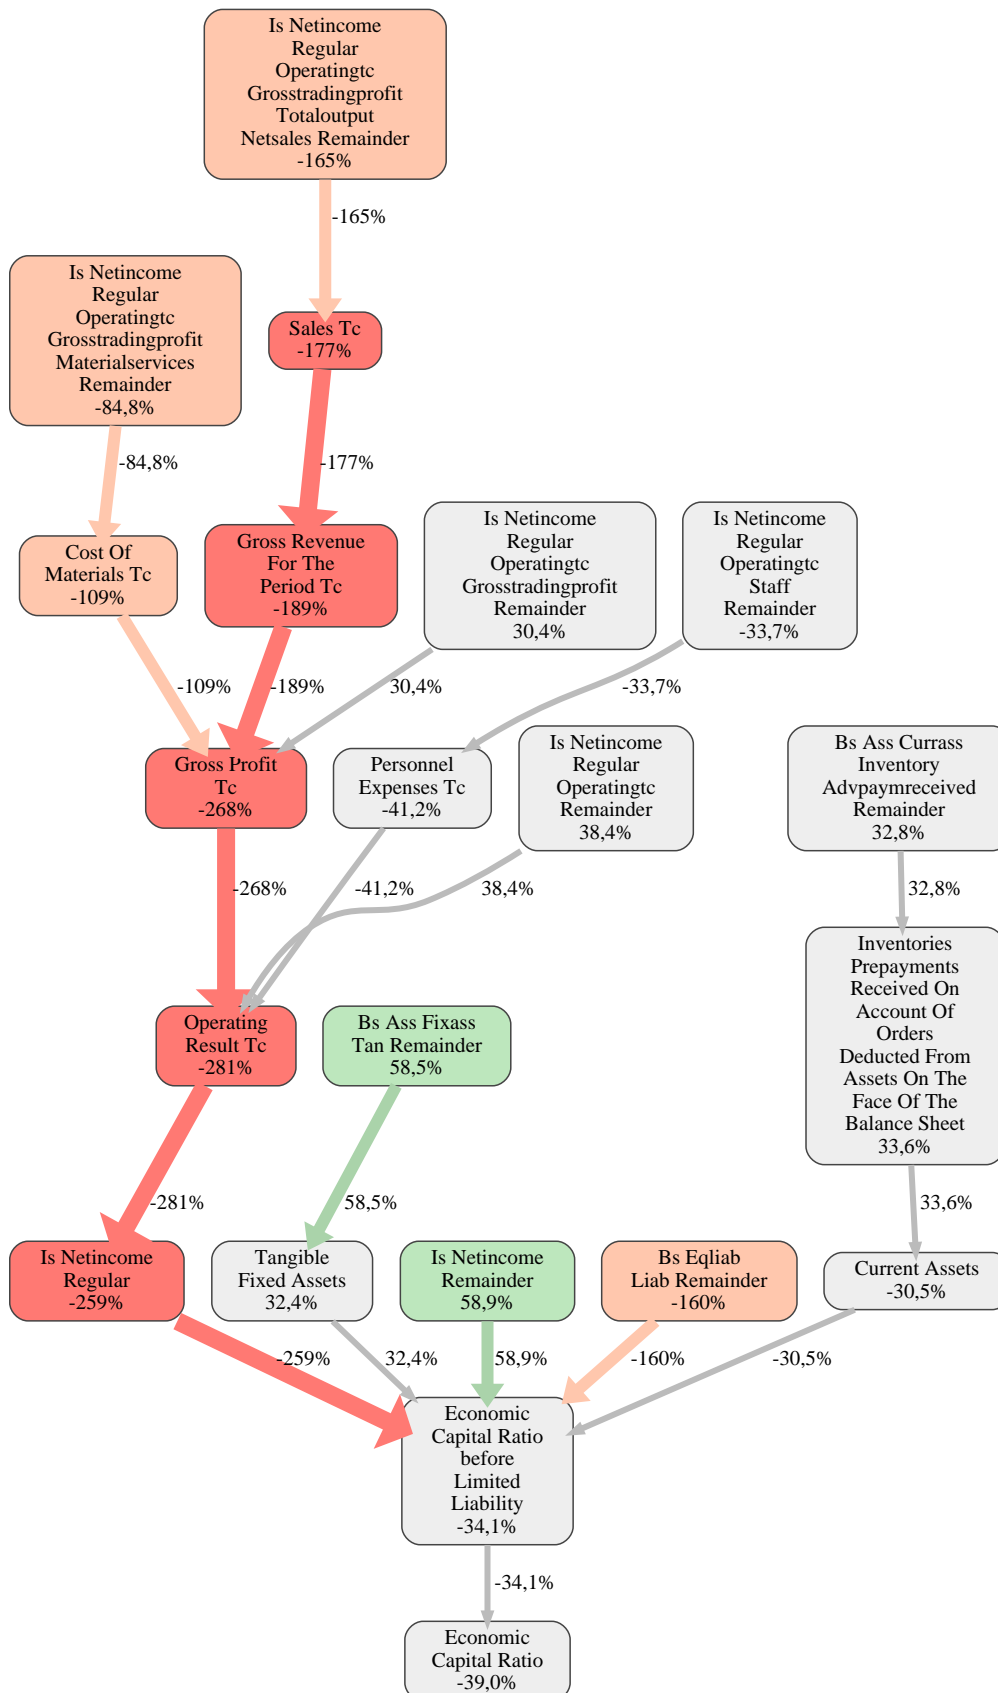 Is Netincome
Regular
Operatingtc
Grosstradingprofit
Totaloutput
Netsales Remainder
-165%
-165%
Is Netincome
Regular
Operatingtc
Grosstradingprofit
Materialservices
Remainder
-84,8%
Sales Tc
-177%
-84,8%
-177%
Cost Of
Materials Tc
-109%
Gross Revenue
For The
Period Tc
-189%
Is Netincome
Regular
Operatingtc
Grosstradingprofit
Remainder
30,4%
Is Netincome
Regular
Operatingtc
Staff
Remainder
-33,7%
-109%
-189%
30,4%
-33,7%
Gross Profit
Tc
-268%
Personnel
Expenses Tc
-41,2%
Is Netincome
Regular
Operatingtc
Remainder
38,4%
Bs Ass Currass
Inventory
Advpaymreceived
Remainder
32,8%
-268%
-41,2%
38,4%
32,8%
Inventories
Prepayments
Received On
Account Of
Orders
Deducted From
Assets On The
Face Of The
Balance Sheet
33,6%
Operating
Result Tc
-281%
Bs Ass Fixass
Tan Remainder
58,5%
-281%
58,5%
33,6%
Is Netincome
Regular
-259%
Tangible
Fixed Assets
32,4%
Is Netincome
Remainder
58,9%
Bs Eqliab
Liab Remainder
-160%
Current Assets
-30,5%
-259%
32,4%
58,9%
-160%
-30,5%
Economic
Capital Ratio
before
Limited
Liability
-34,1%
-34,1%
Economic
Capital Ratio
-39,0%